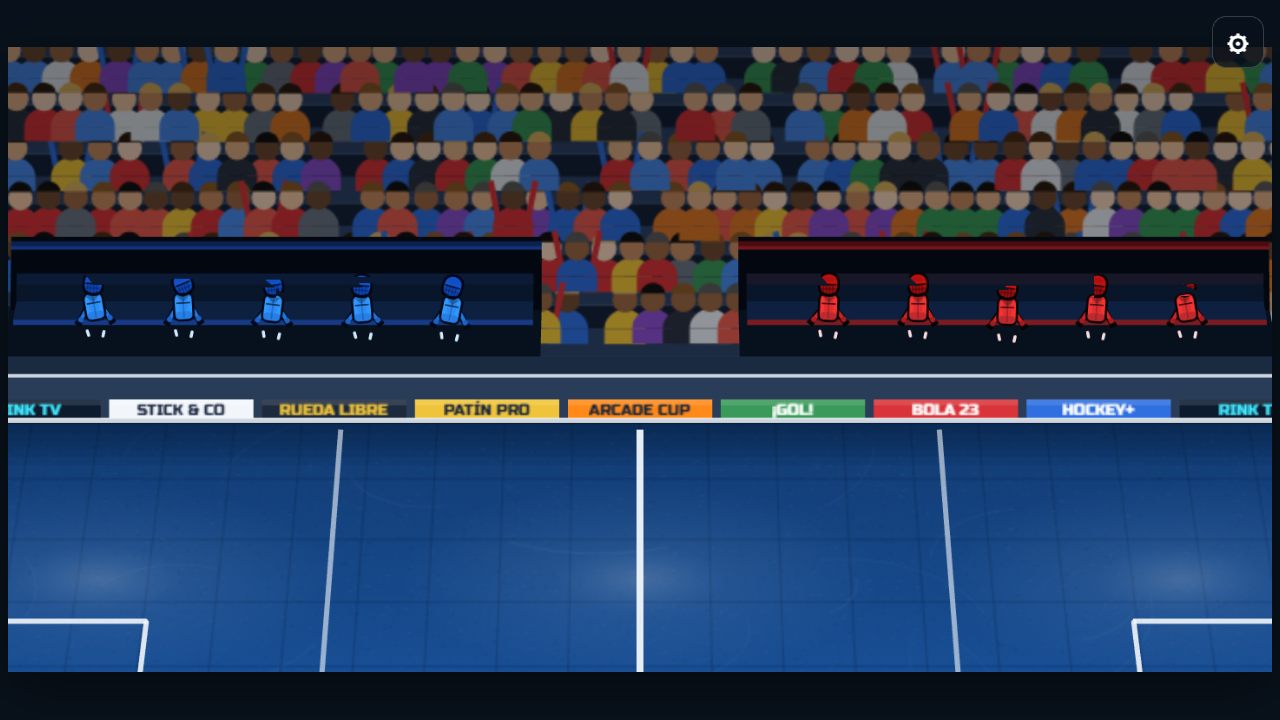 INK TV
STICK & CO
RUEDA LIBRE
PATÍN PRO
ARCADE CUP
¡GOL!
BOLA 23
HOCKEY+
RINK T